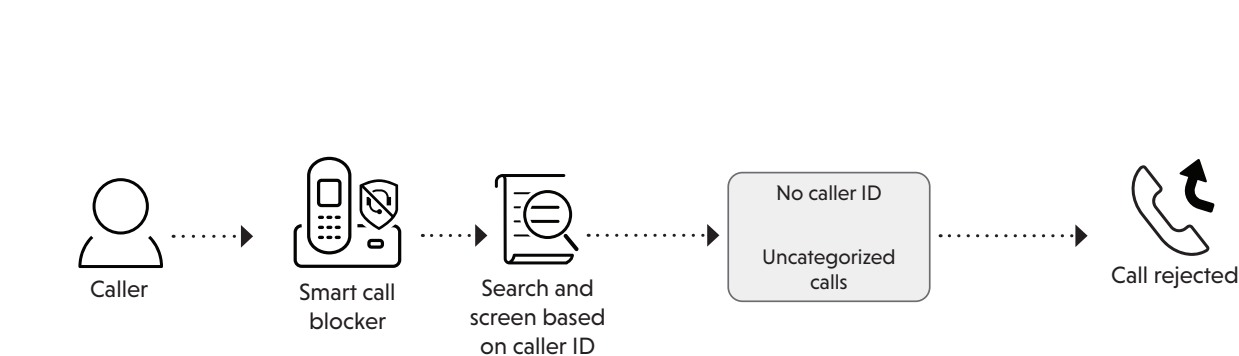 Caller
Smart call
blocker
Search and
screen based
on caller ID
No caller ID
Uncategorized
calls
Call rejected